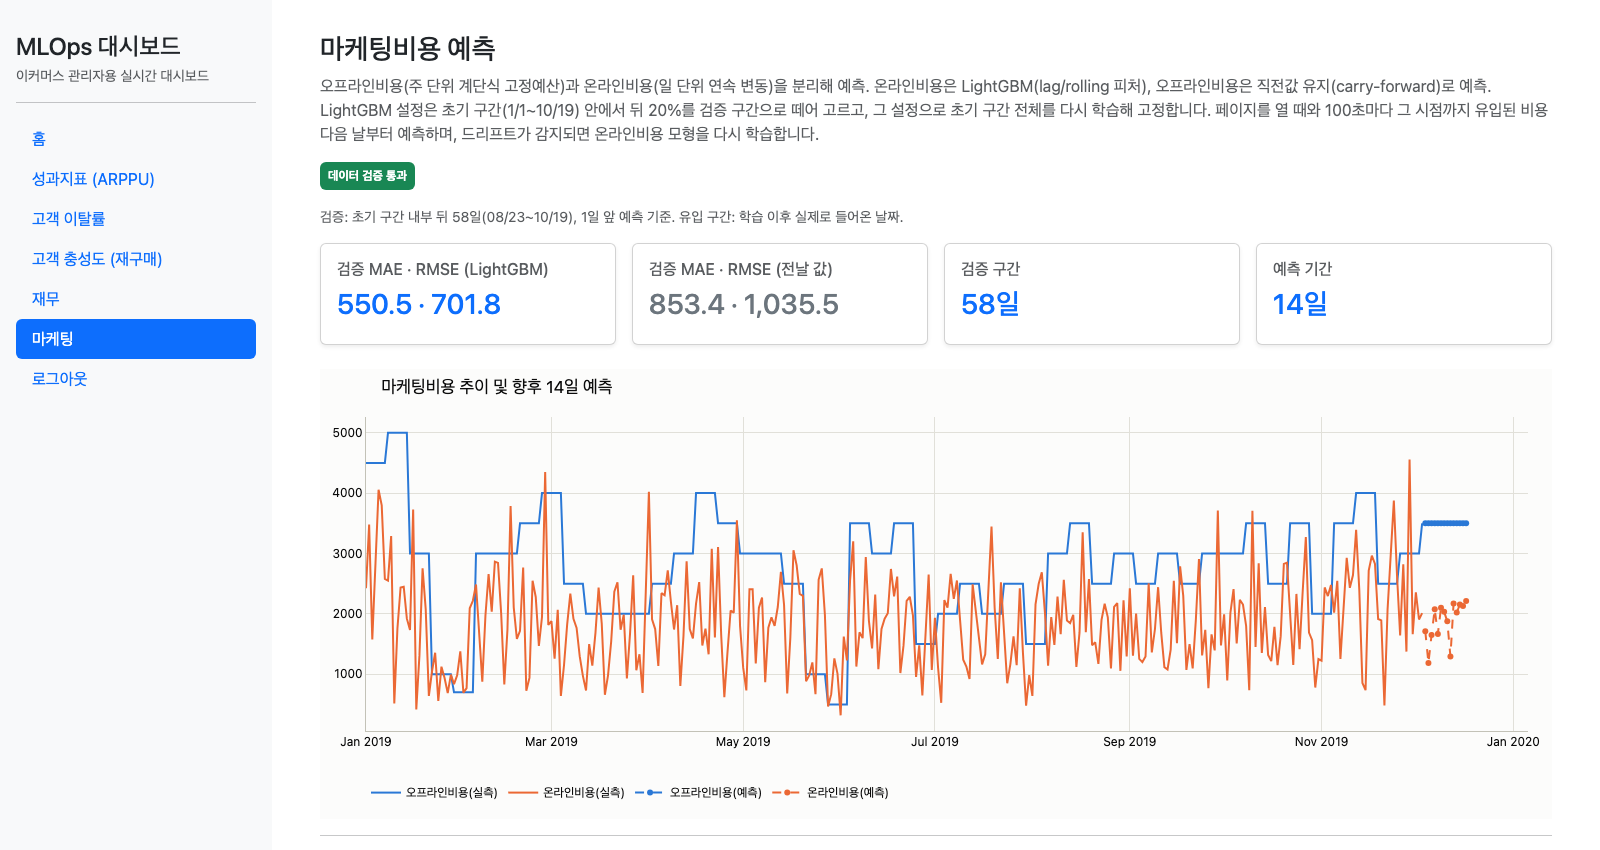 MLOps 대시보드
이커머스 관리자용 실시간 대시보드
홈
성과지표 (ARPPU)
고객 이탈률
고객 충성도 (재구매)
재무
마케팅
로그아웃
마케팅비용 예측
오프라인비용(주 단위 계단식 고정예산)과 온라인비용(일 단위 연속 변동)을 분리해 예측. 온라인비용은 LightGBM(lag/rolling 피처), 오프라인비용은 직전값 유지(carry-forward)로 예측.
LightGBM 설정은 초기 구간(1/1~10/19) 안에서 뒤 20%를 검증 구간으로 떼어 고르고, 그 설정으로 초기 구간 전체를 다시 학습해 고정합니다. 페이지를 열 때와 100초마다 그 시점까지 유입된 비용
다음 날부터 예측하며, 드리프트가 감지되면 온라인비용 모형을 다시 학습합니다.
데이터 검증 통과
검증: 초기 구간 내부 뒤 58일(08/23~10/19), 1일 앞 예측 기준. 유입 구간: 학습 이후 실제로 들어온 날짜.
검증 MAE · RMSE (LightGBM)
550.5 · 701.8
검증 MAE · RMSE (전날 값)
853.4 · 1,035.5
검증 구간
58일
예측 기간
14일
마케팅비용 추이 및 향후 14일 예측
5000
4000
3000
2000
1000
Jan 2019
Mar 2019
May 2019
Jul 2019
Sep 2019
Nov 2019
Jan 2020
오프라인비용(실측)
온라인비용(실측)
오프라인비용(예측)
온라인비용(예측)